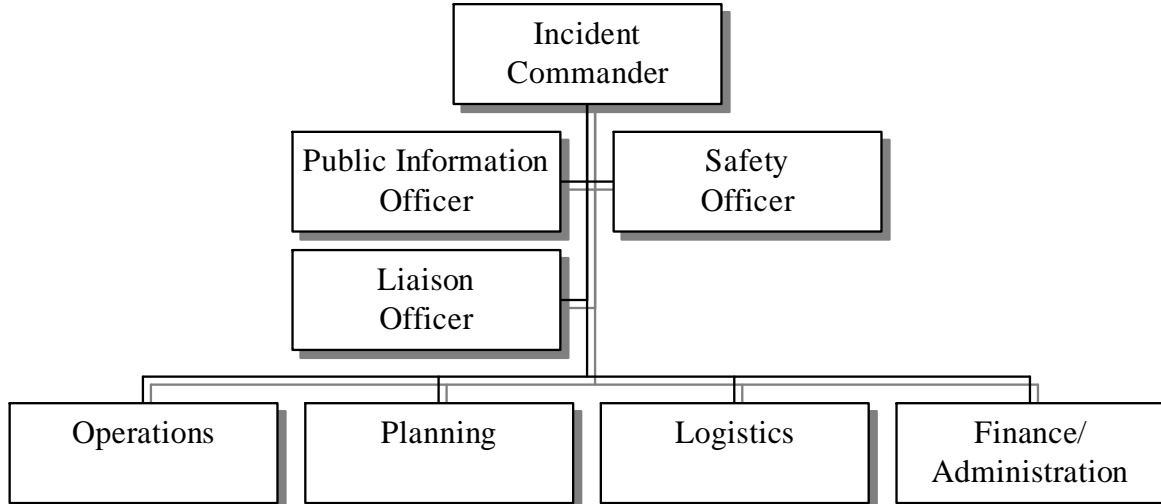 Incident
Commander
Public Information
Officer
Safety
Officer
Liaison
Officer
Operations
Planning
Logistics
Finance/
Administration